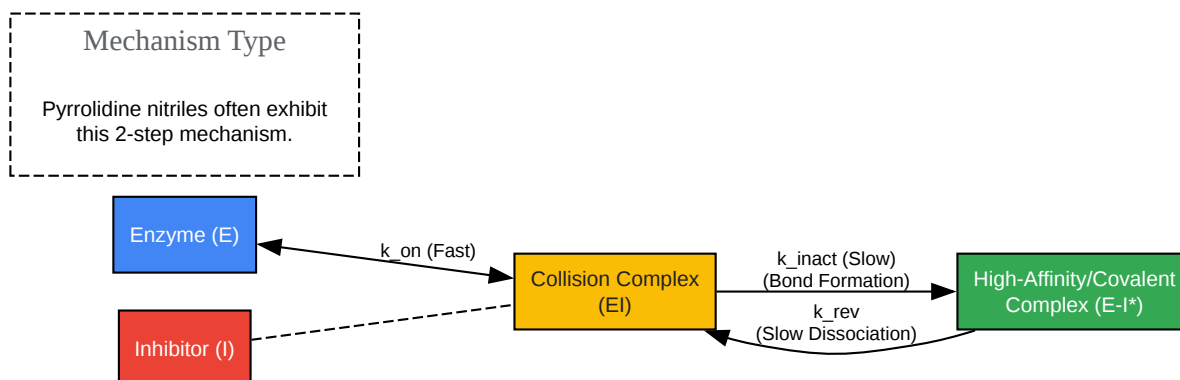 Mechanism Type
Pyrrolidine nitriles often exhibit
this 2-step mechanism.
Enzyme (E)
k_on (Fast)
Inhibitor (I)
Collision Complex
(EI)
k_inact (Slow)
(Bond Formation)
k_rev
(Slow Dissociation)
High-Affinity/Covalent
Complex (E-I*)